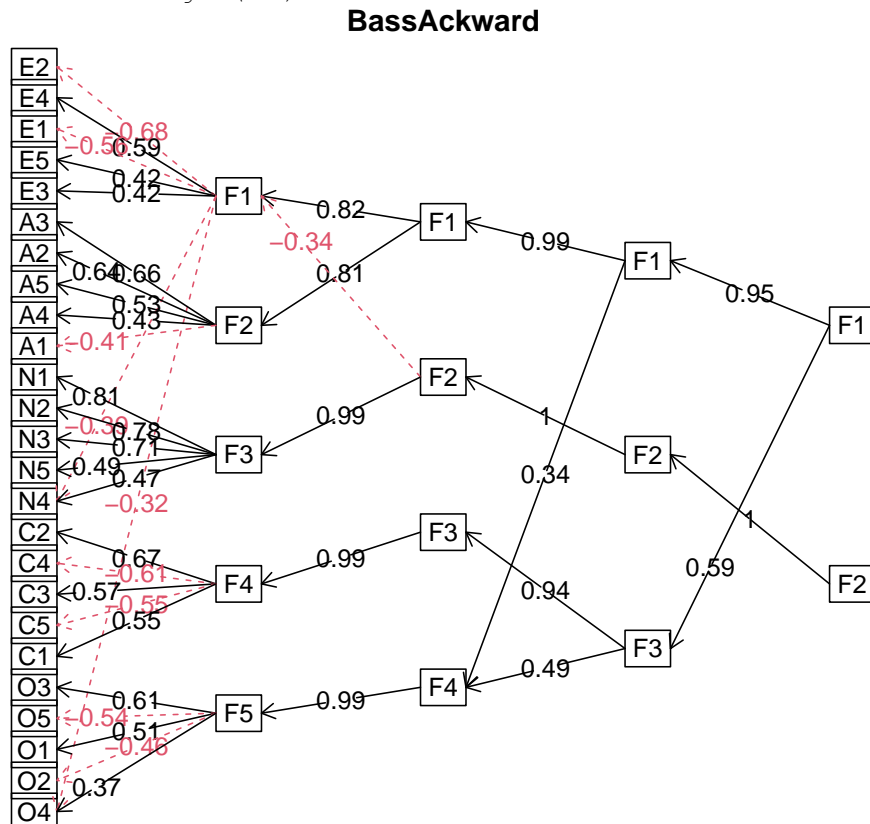 BassAckward
E2
E4
E1
E5
E3
A3
A2
A5
A4
A1
N1
N2
N3
N5
N4
C2
C4
C3
C5
C1
O3
O5
O1
O2
O4
−0.68
−0.56
0.59
0.42
0.42
0.64
0.66
0.53
0.43
−0.41
0.81
−0.39
0.78
0.71
0.49
0.47
−0.32
0.67
−0.61
0.57
−0.55
0.55
0.61
−0.54
0.51
−0.46
0.37
F1
F2
F3
F4
F5
0.82
−0.34
0.81
0.99
0.99
0.99
F1
F2
F3
F4
0.99
1
0.34
0.94
0.49
F1
F2
F3
0.95
1
0.59
F1
F2